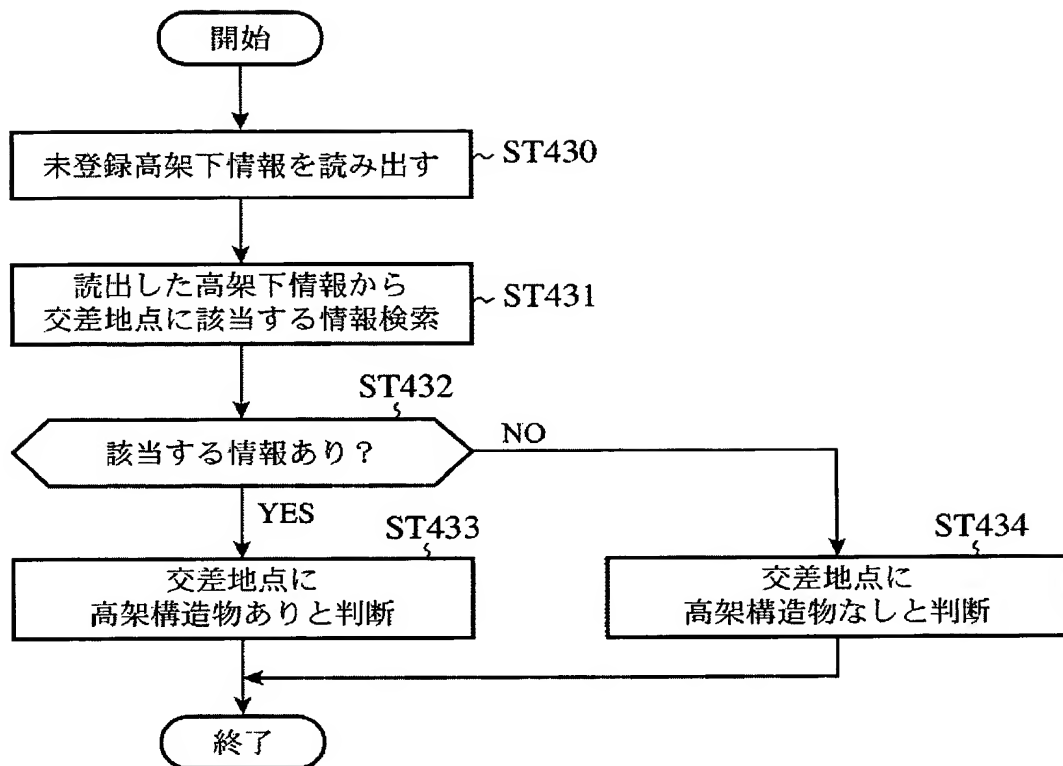 開始
未登録高架下情報を読み出す
ST430
読出した高架下情報から
交差地点に該当する情報検索
ST431
ST432
該当する情報あり？
NO
YES
ST433
交差地点に
高架構造物ありと判断
ST434
交差地点に
高架構造物なしと判断
終了